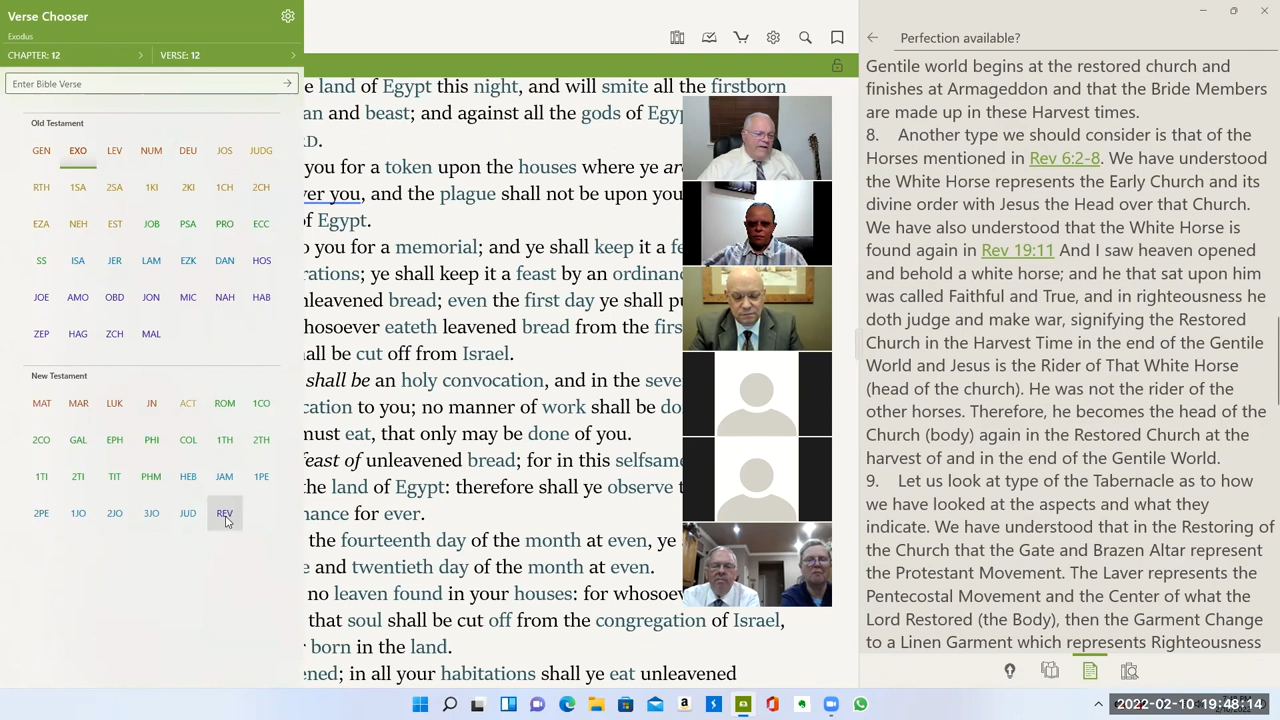 Verse Chooser
Exodus
CHAPTER: 12
VERSE: 12
Enter Bible Verse
Old Testament
GEN EXO LEV NUM DEU JOS JUDG
RTH 1SA 2SA 1KI 2KI 1CH 2CH
EZA NEH EST JOB PSA PRO ECC
SS ISA JER LAM EZK DAN HOS
JOE AMO OBD JON MIC NAH HAB
ZEP HAG ZCH MAL
New Testament
MAT MAR LUK JN ACT ROM 1CO
2CO GAL EPH PHI COL 1TH 2TH
1TI 2TI TIT PHM HEB JAM 1PE
2PE 1JO 2JO 3JO JUD REV
e land of Egypt this night, and will smite all the firstborn
an and beast; and against all the gods of Egy
RD.
you for a token upon the houses where ye ar
er you, and the plague shall not be upon you
of Egypt.
you for a memorial; and ye shall keep it a fe
rations; ye shall keep it a feast by an ordinanc
nleavened bread; even the first day ye shall pu
hosoever eateth leavened bread from the firs
all be cut off from Israel.
shall be an holy convocation, and in the seve
cation to you; no manner of work shall be do
must eat, that only may be done of you.
feast of unleavened bread; for in this selfsame
the land of Egypt: therefore shall ye observe t
nance for ever.
the fourteenth day of the month at even, ye
e and twentieth day of the month at even.
no leaven found in your houses: for whosoev
that soul shall be cut off from the congregation of Israel,
born in the land.
ened; in all your habitations shall ye eat unleavened
Perfection available?
Gentile world begins at the restored church and
finishes at Armageddon and that the Bride Members
are made up in these Harvest times.
8. Another type we should consider is that of the
Horses mentioned in Rev 6:2-8. We have understood
the White Horse represents the Early Church and its
divine order with Jesus the Head over that Church.
We have also understood that the White Horse is
found again in Rev 19:11 And I saw heaven opened
and behold a white horse; and he that sat upon him
was called Faithful and True, and in righteousness he
doth judge and make war, signifying the Restored
Church in the Harvest Time in the end of the Gentile
World and Jesus is the Rider of That White Horse
(head of the church). He was not the rider of the
other horses. Therefore, he becomes the head of the
Church (body) again in the Restored Church at the
harvest of and in the end of the Gentile World.
9. Let us look at type of the Tabernacle as to how
we have looked at the aspects and what they
indicate. We have understood that in the Restoring of
the Church that the Gate and Brazen Altar represent
the Protestant Movement. The Laver represents the
Pentecostal Movement and the Center of what the
Lord Restored (the Body), then the Garment Change
to a Linen Garment which represents Righteousness
2022-02-10 19:48:14